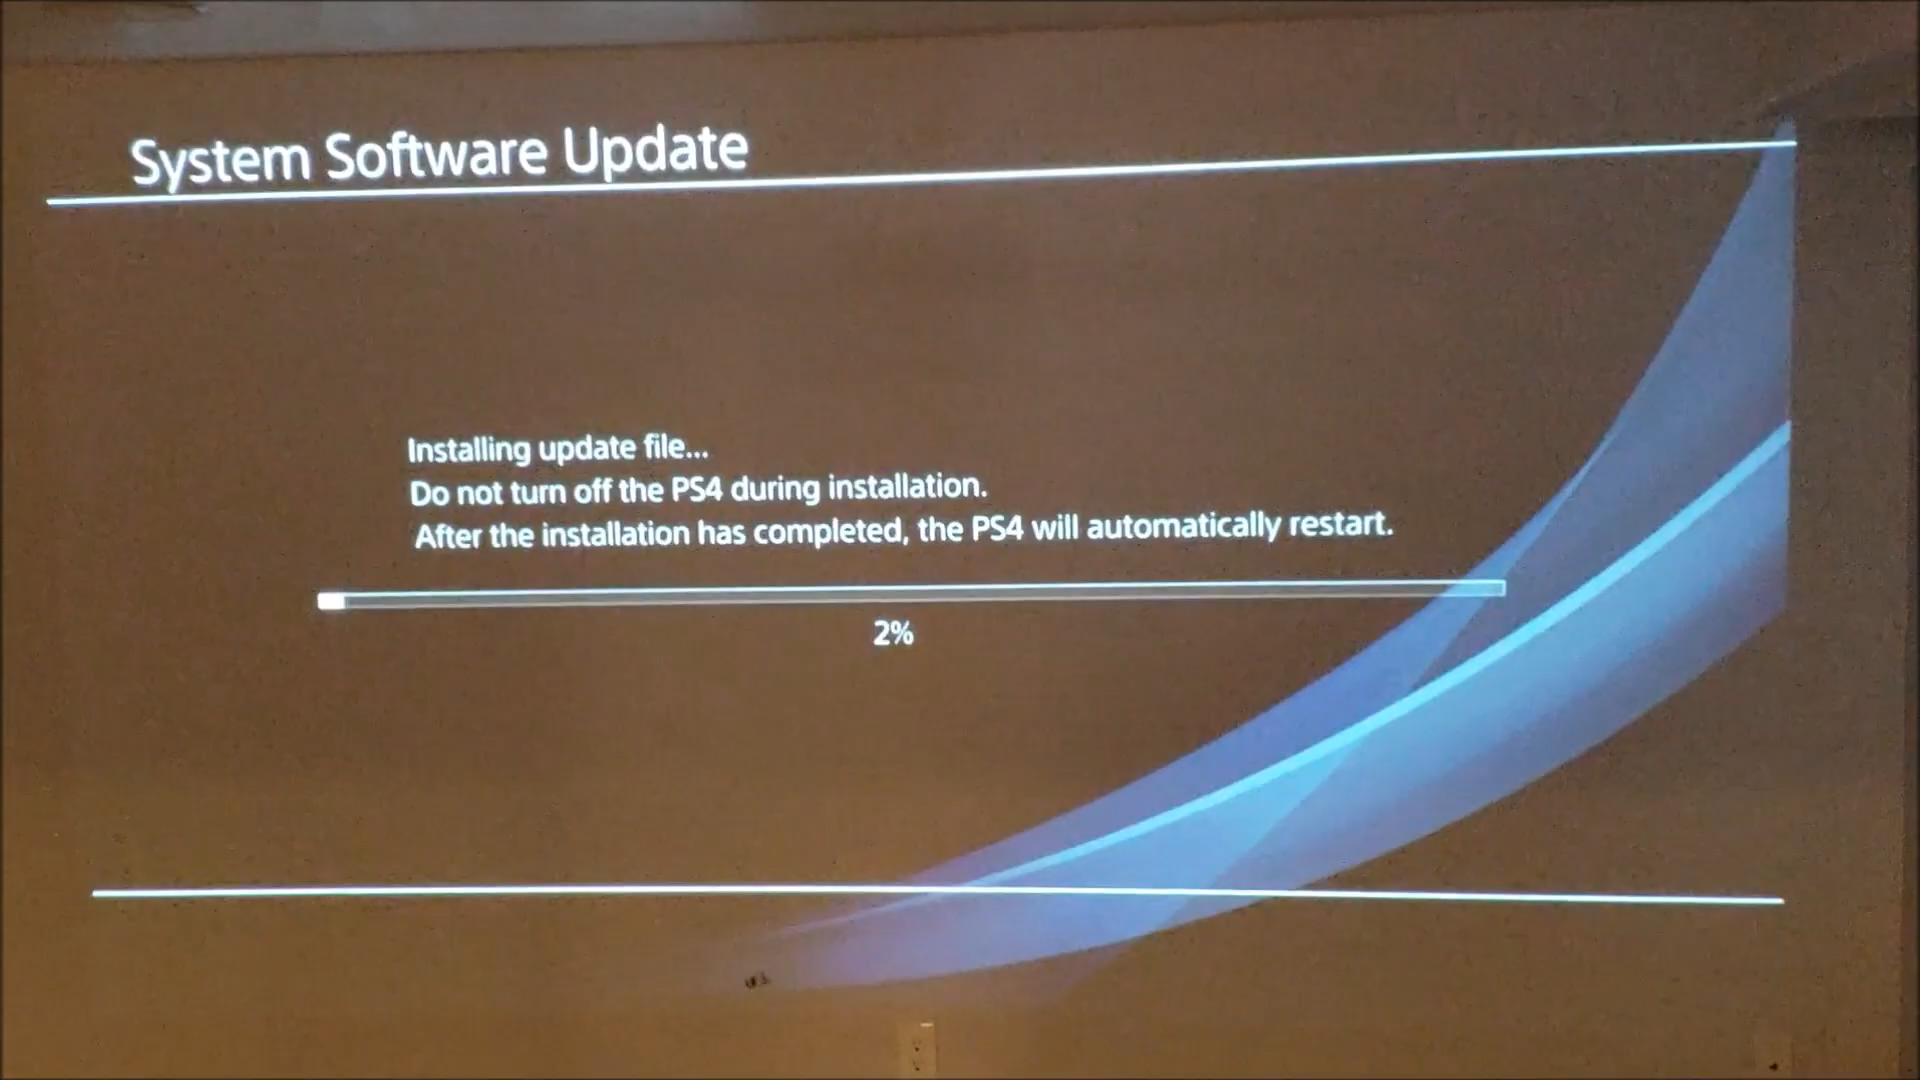 System Software Update
Installing update file...
Do not turn off the PS4 during installation.
After the installation has completed, the PS4 will automatically restart.
2%